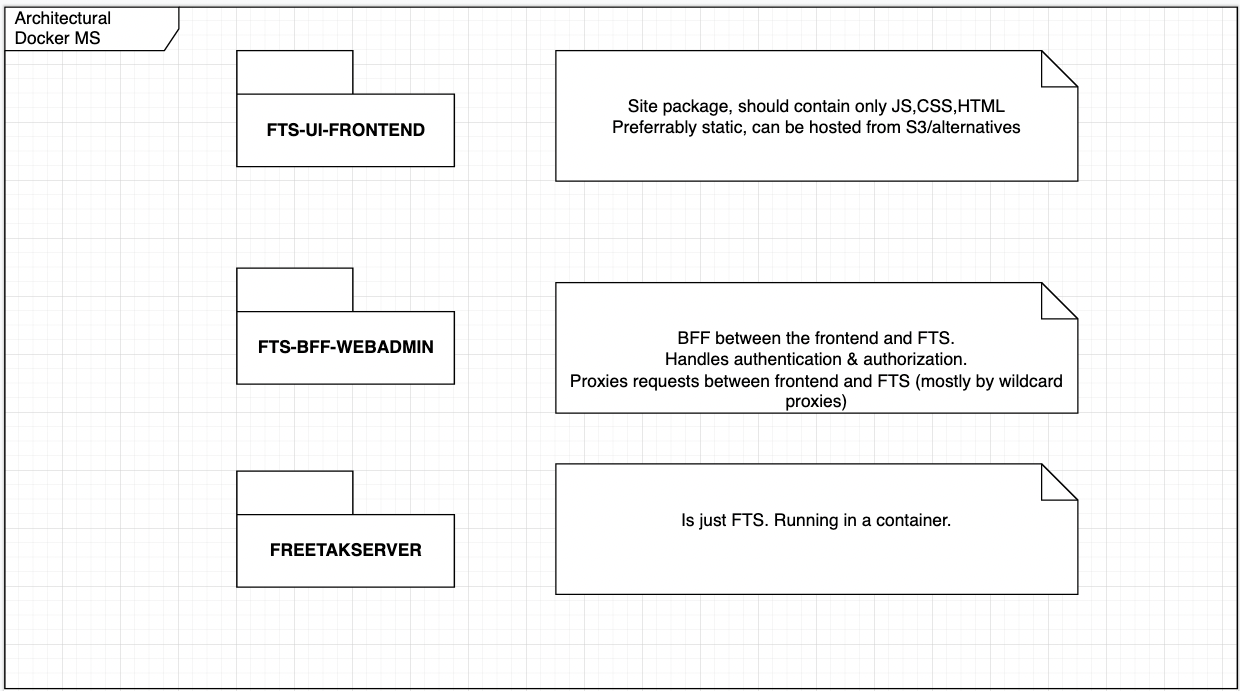 Architectural
Docker MS
FTS-UI-FRONTEND
Site package, should contain only JS,CSS,HTML
Preferrably static, can be hosted from S3/alternatives
FTS-BFF-WEBADMIN
BFF between the frontend and FTS.
Handles authentication & authorization.
Proxies requests between frontend and FTS (mostly by wildcard
proxies)
FREETAKSERVER
Is just FTS. Running in a container.